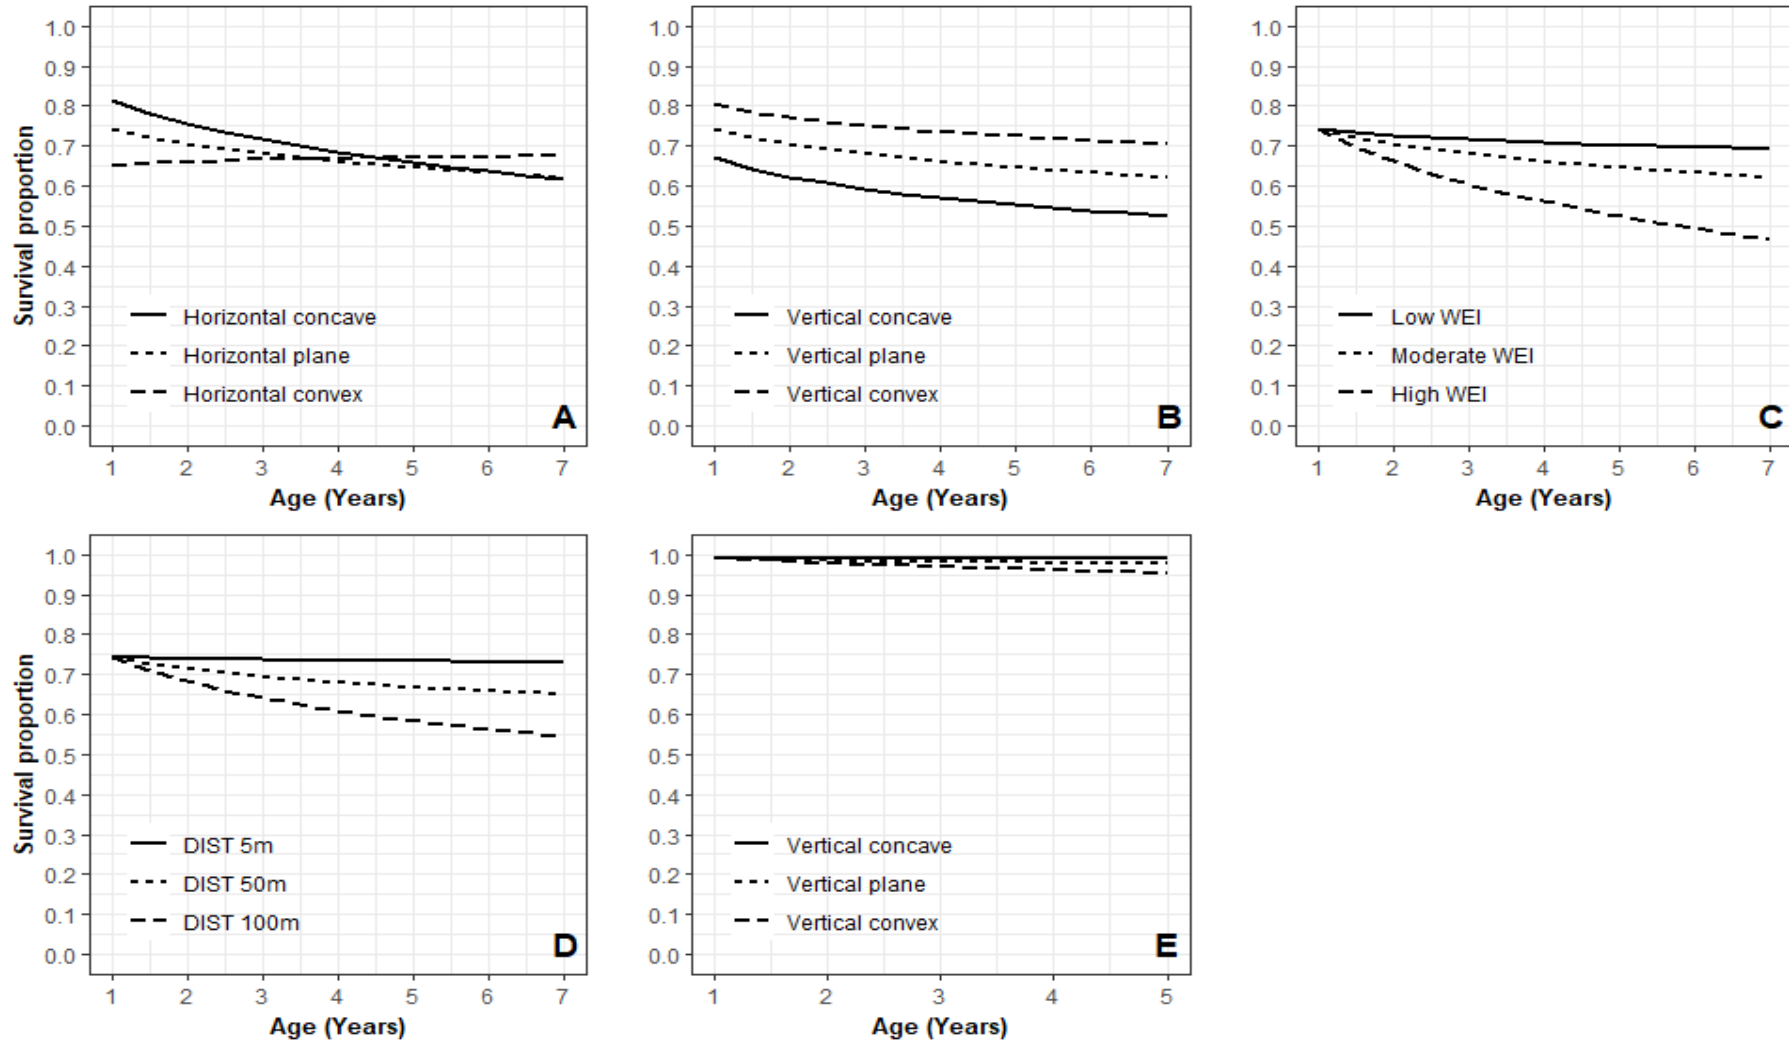 Survival proportion
1.0
0.9
0.8
0.7
0.6
0.5
0.4
0.3
0.2
0.1
0.0
Horizontal concave
Horizontal plane
Horizontal convex
A
1 2 3 4 5 6 7
Age (Years)
1.0
0.9
0.8
0.7
0.6
0.5
0.4
0.3
0.2
0.1
0.0
Vertical concave
Vertical plane
Vertical convex
B
1 2 3 4 5 6 7
Age (Years)
1.0
0.9
0.8
0.7
0.6
0.5
0.4
0.3
0.2
0.1
0.0
Low WEI
Moderate WEI
High WEI
C
1 2 3 4 5 6 7
Age (Years)
Survival proportion
1.0
0.9
0.8
0.7
0.6
0.5
0.4
0.3
0.2
0.1
0.0
DIST 5m
DIST 50m
DIST 100m
D
1 2 3 4 5 6 7
Age (Years)
1.0
0.9
0.8
0.7
0.6
0.5
0.4
0.3
0.2
0.1
0.0
Vertical concave
Vertical plane
Vertical convex
E
1 2 3 4 5
Age (Years)